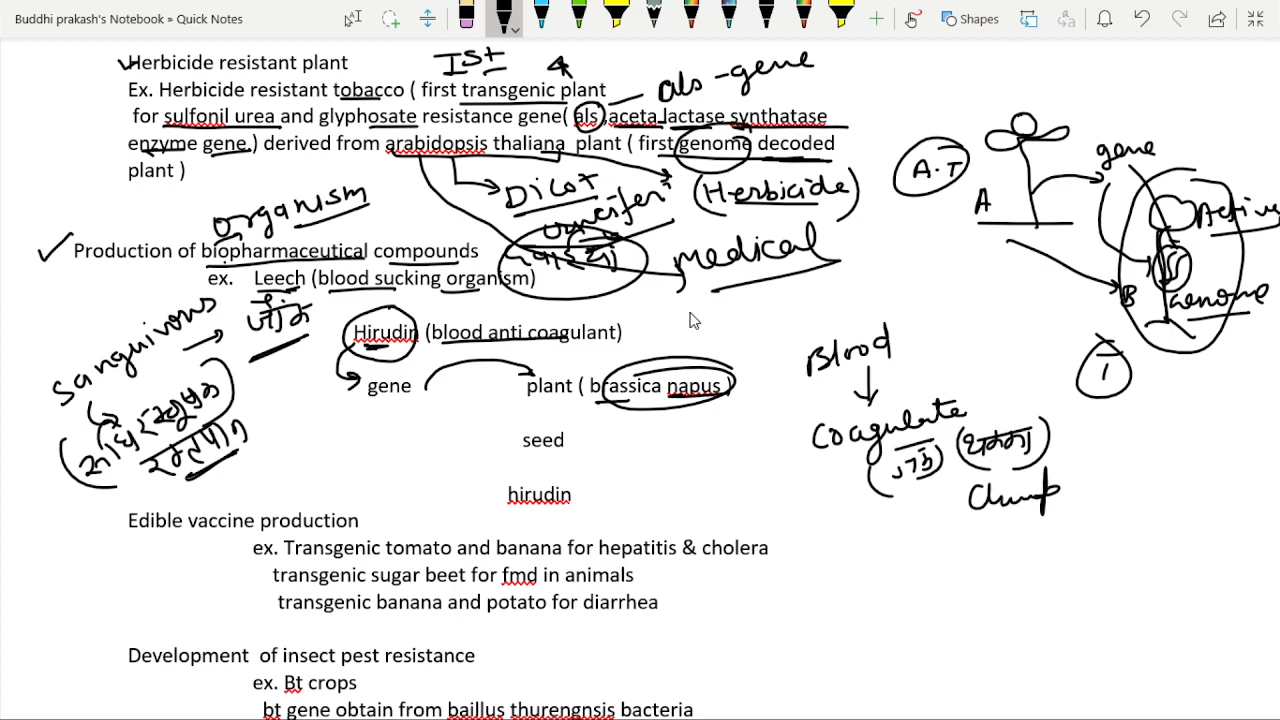 Buddhi prakash's Notebook » Quick Notes
Shapes
Herbicide resistant plant
Ist
Ex. Herbicide resistant tobacco ( first transgenic plant
als -gene
for sulfonil urea and glyphosate resistance gene( als ,aceta lactase synthatase
enzyme gene ) derived from arabidopsis thaliana plant ( first genome decoded
plant )
A.T
gene
A
Dicot
(Herbicide)
crucifer
organism
Active
Production of biopharmaceutical compounds
medical
ex. Leech (blood sucking organism)
B
Genome
Sanguivorous
जोंक
Hirudin (blood anti coagulant)
Blood
gene
plant ( brassica napus )
I
Coagulate
seed
(थक्का)
Clump
hirudin
Edible vaccine production
ex. Transgenic tomato and banana for hepatitis & cholera
transgenic sugar beet for fmd in animals
transgenic banana and potato for diarrhea
Development of insect pest resistance
ex. Bt crops
bt gene obtain from baillus thurengnsis bacteria